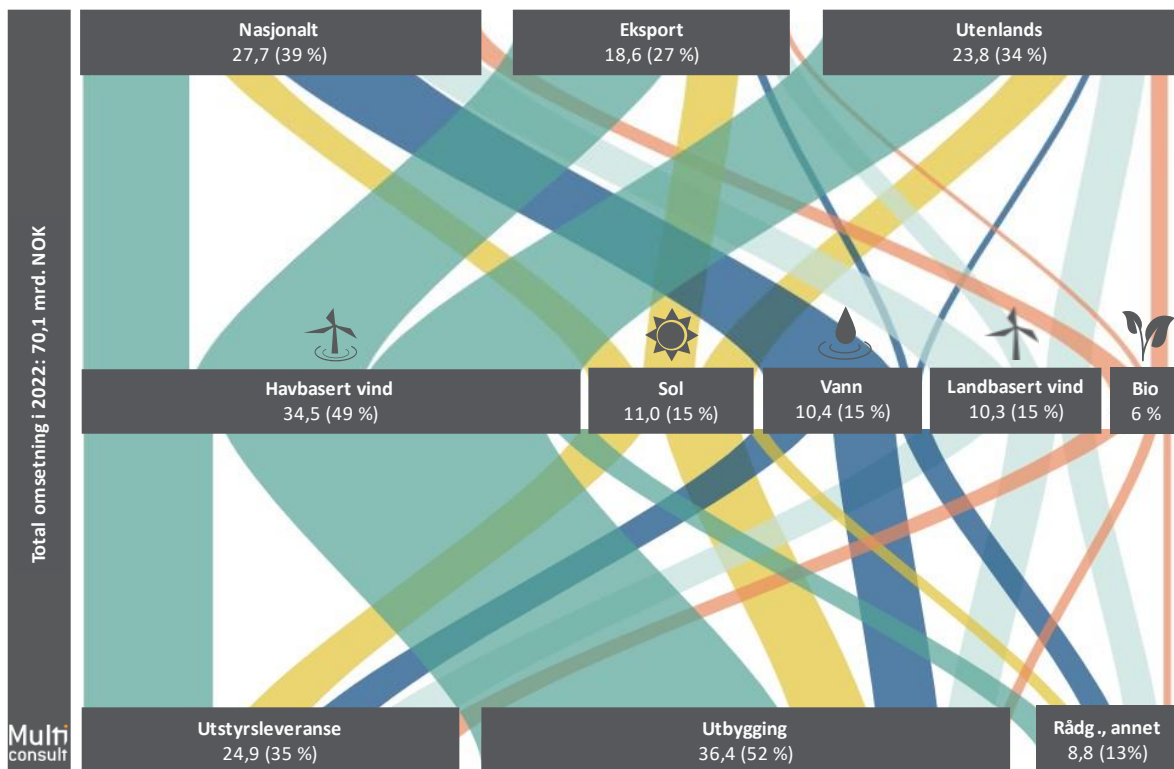 Nasjonalt
27,7 (39 %)
Eksport
18,6 (27 %)
Utenlands
23,8 (34 %)
Total omsetning i 2022: 70,1 mrd. NOK
Havbasert vind
34,5 (49 %)
Sol
11,0 (15 %)
Vann
10,4 (15 %)
Landbasert vind
10,3 (15 %)
Bio
6 %
Utstyrsleveranse
24,9 (35 %)
Utbygging
36,4 (52 %)
Rådg., annet
8,8 (13%)
Multi
consult